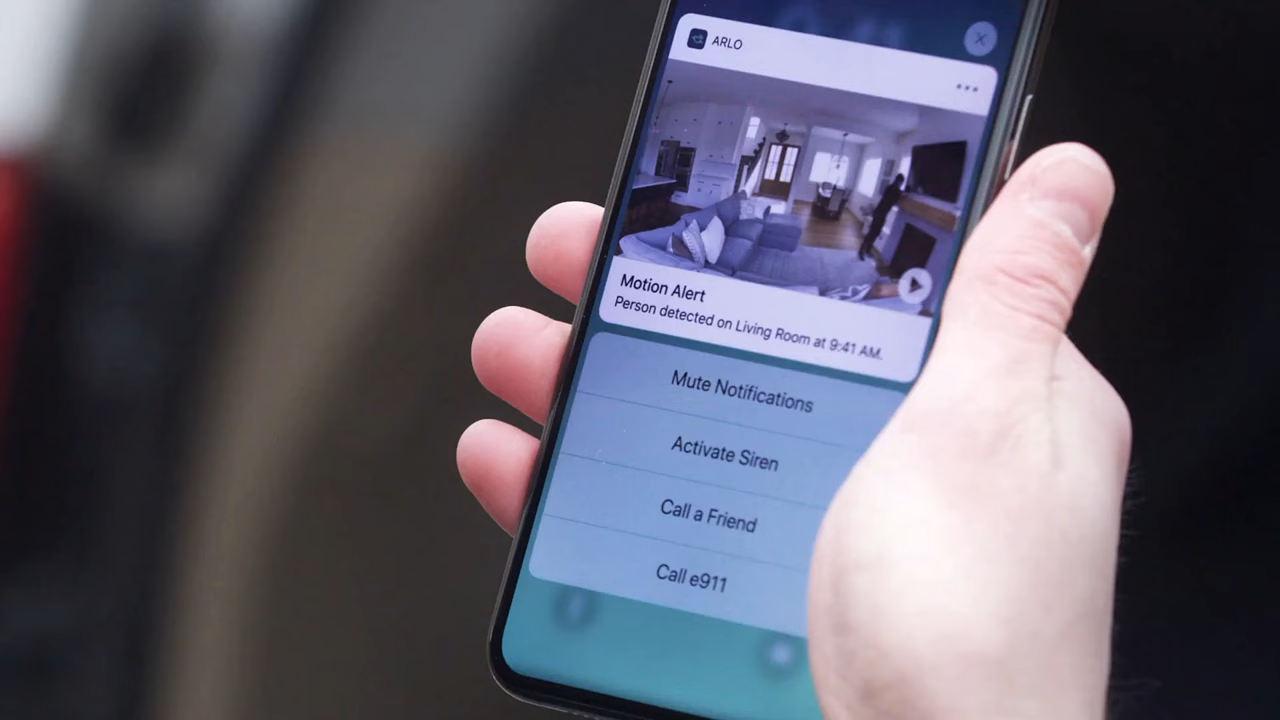 ARLO
Motion Alert
Person detected on Living Room at 9:41 AM.
Mute Notifications
Activate Siren
Call a Friend
Call e911